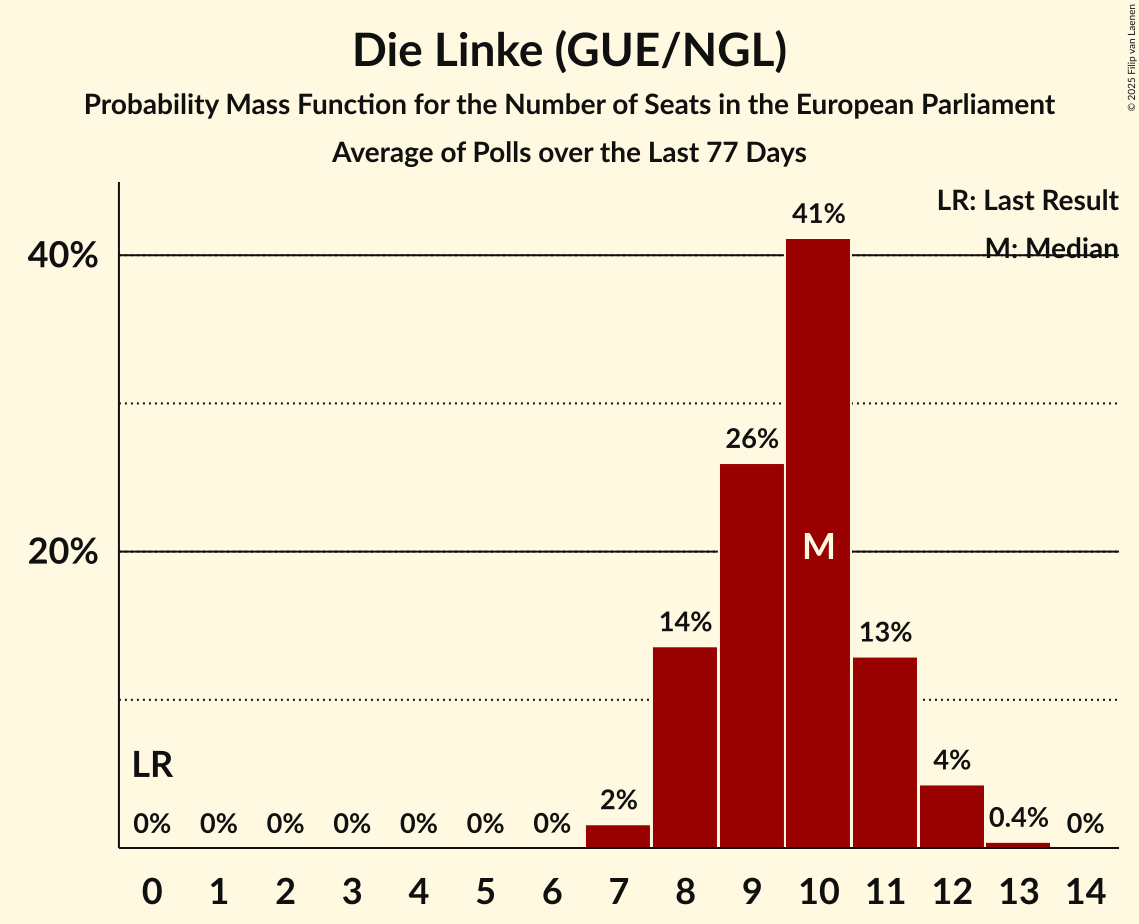 Die Linke (GUE/NGL)
Probability Mass Function for the Number of Seats in the European Parliament
Average of Polls over the Last 77 Days
© 2025 Filip van Laenen
LR: Last Result
M: Median
40%
20%
41%
26%
M
14%
13%
LR
4%
2%
0.4%
0% 0% 0% 0% 0% 0% 0% 0%
0 1 2 3 4 5 6 7 8 9 10 11 12 13 14